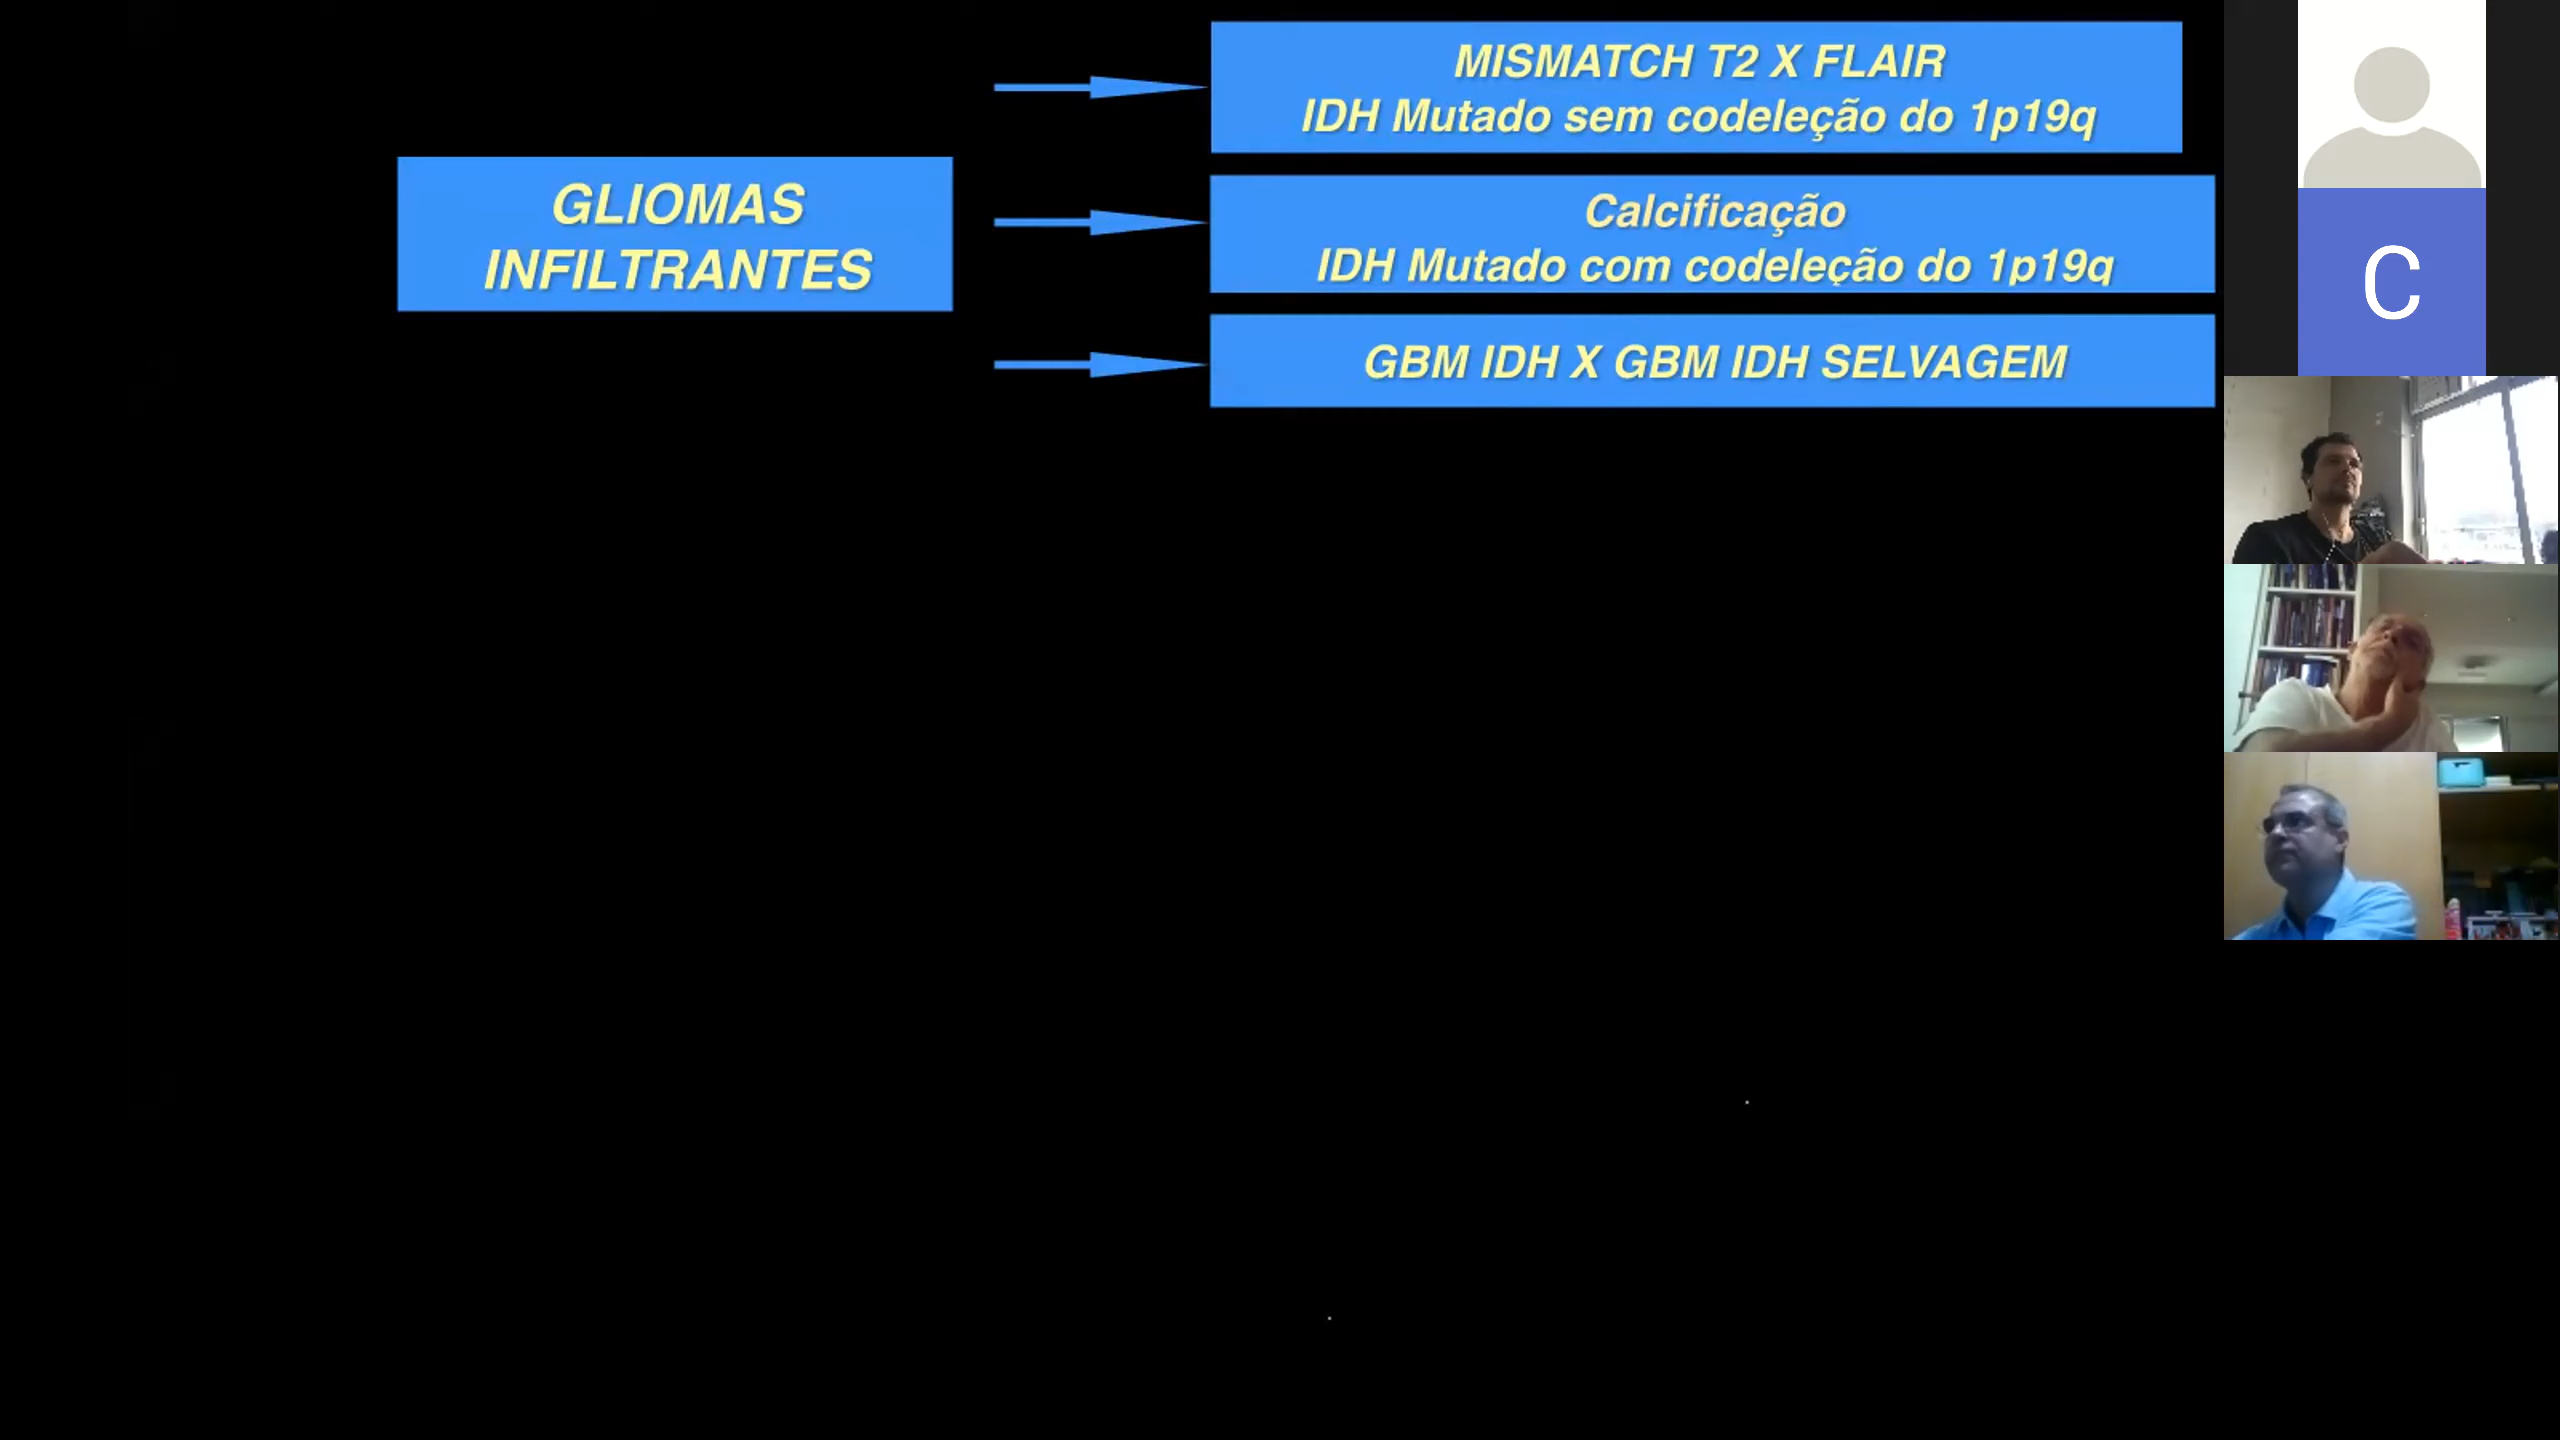 GLIOMAS
INFILTRANTES
MISMATCH T2 X FLAIR
IDH Mutado sem codeleção do 1p19q
Calcificação
IDH Mutado com codeleção do 1p19q
GBM IDH X GBM IDH SELVAGEM
C